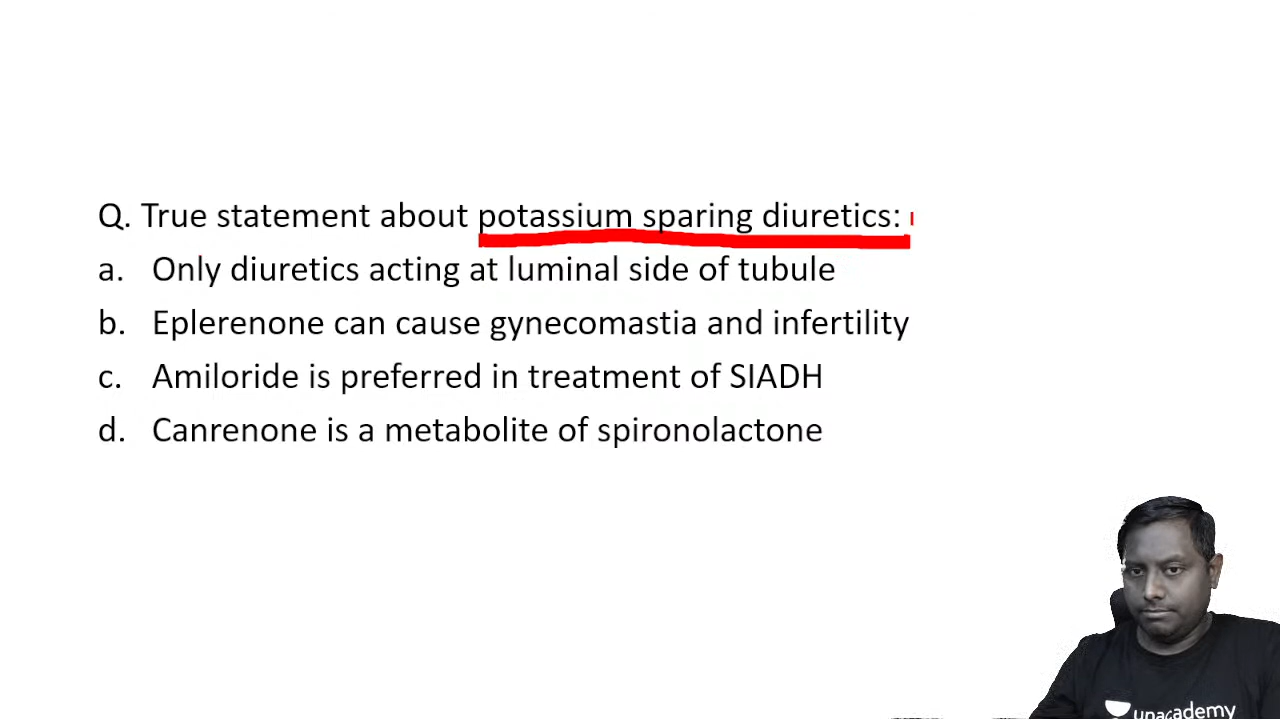 Q. True statement about potassium sparing diuretics:
a. Only diuretics acting at luminal side of tubule
b. Eplerenone can cause gynecomastia and infertility
c. Amiloride is preferred in treatment of SIADH
d. Canrenone is a metabolite of spironolactone
unacademy